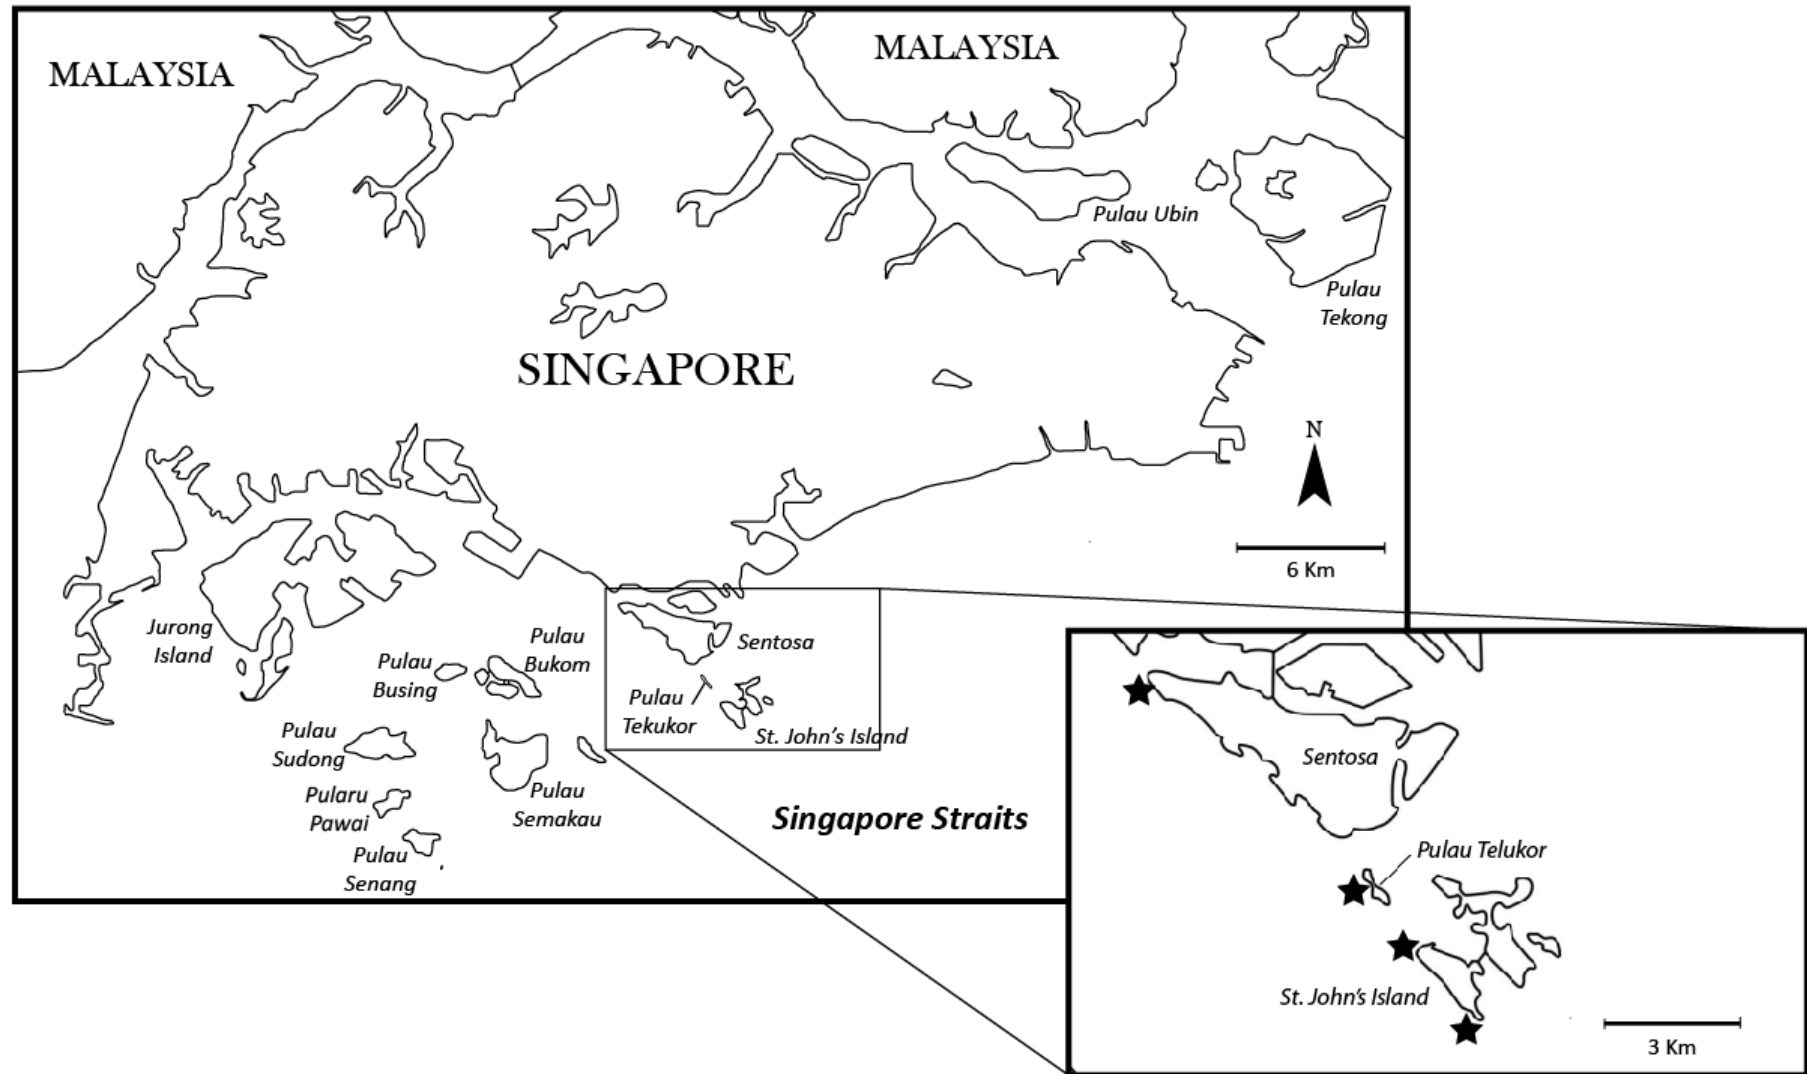 MALAYSIA
MALAYSIA
Pulau Ubin
Pulau
Tekong
SINGAPORE
N
6 Km
Jurong
Island
Pulau
Busing
Pulau
Bukom
Sentosa
Pulau
Tekukor
St. John's Island
Pulau
Sudong
Pularu
Pawai
Pulau
Senang
Pulau
Semakau
Singapore Straits
Sentosa
Pulau Telukor
St. John's Island
3 Km